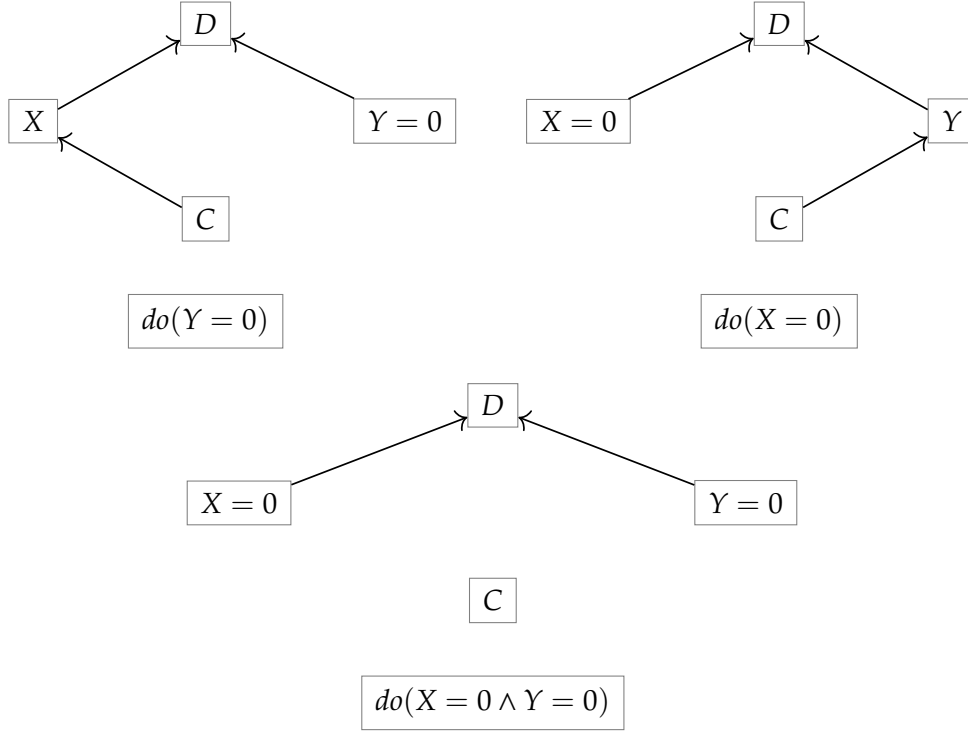 D D
X Y = 0 X = 0 Y
C C
do(Y = 0) do(X = 0)
D
X = 0 Y = 0
C
do(X = 0 ∧ Y = 0)